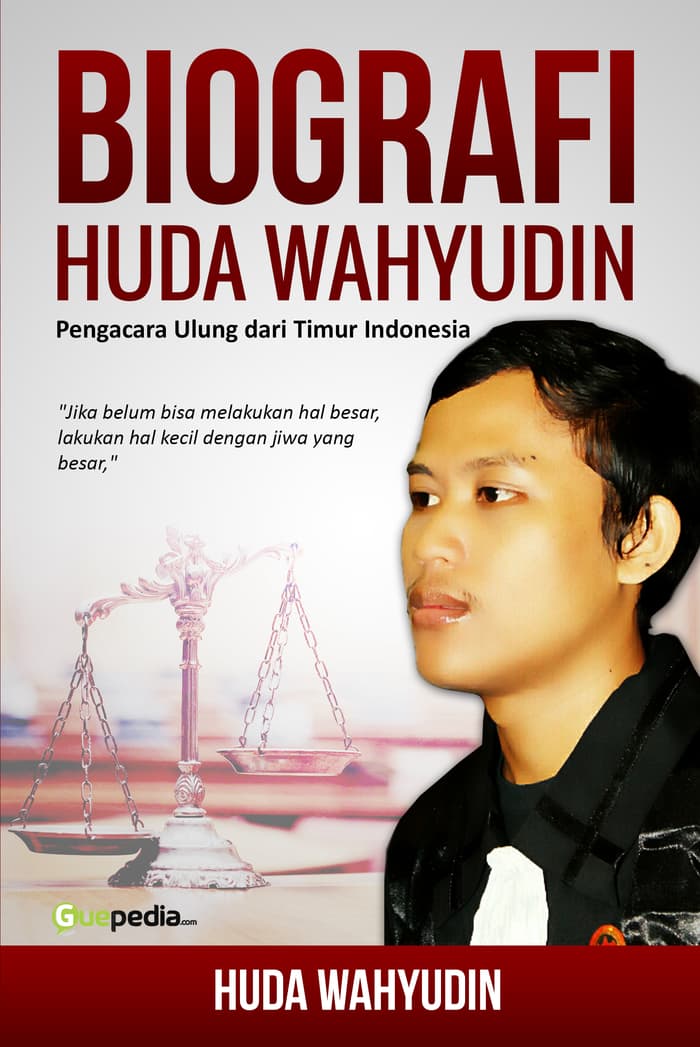 BIOGRAFI
HUDA WAHYUDIN
Pengacara Ulung dari Timur Indonesia
"Jika belum bisa melakukan hal besar,
lakukan hal kecil dengan jiwa yang
besar,"
Guepedia.com
HUDA WAHYUDIN